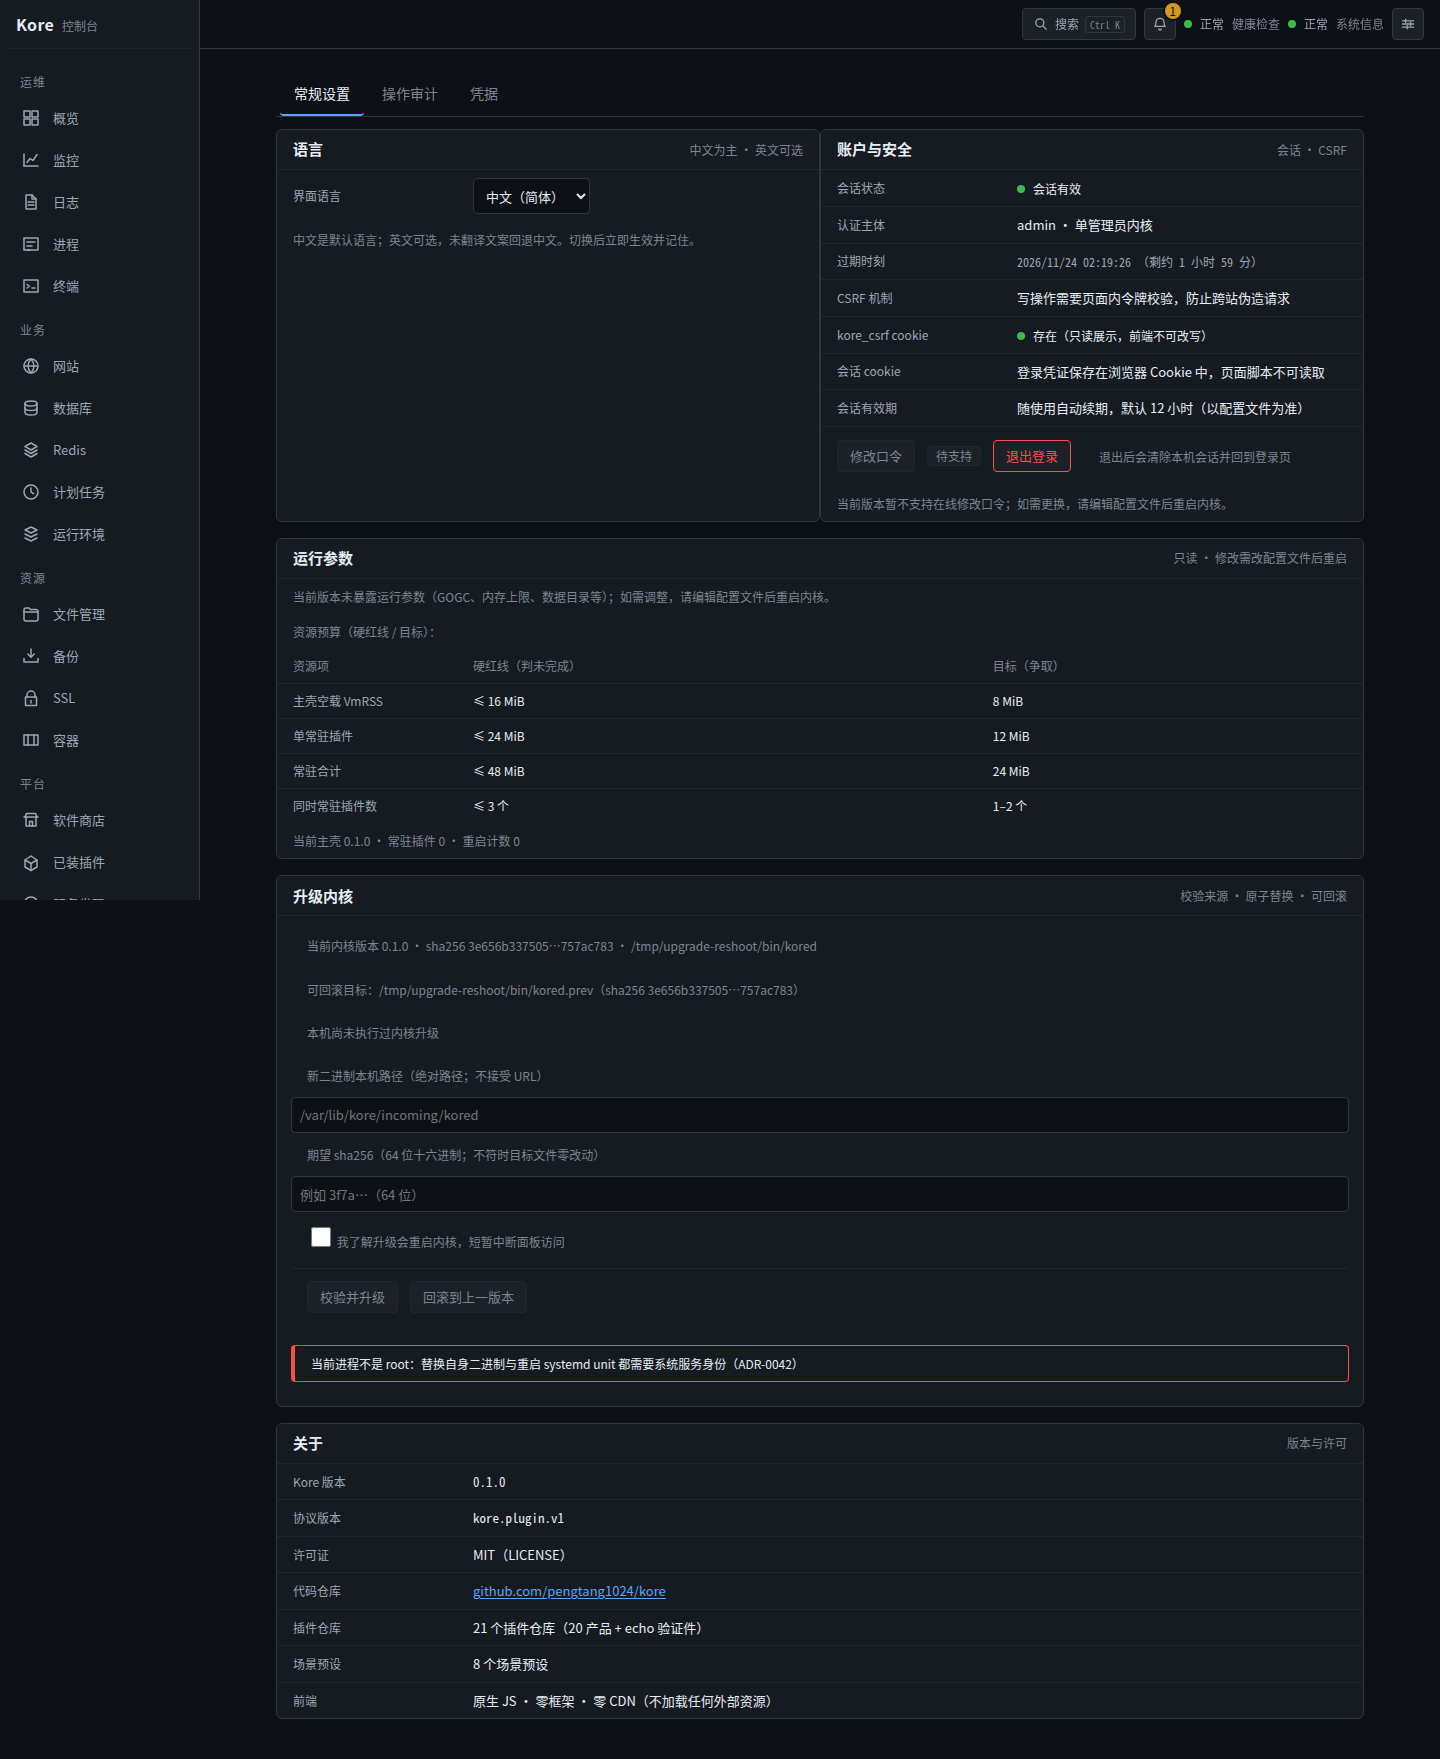 Kore 控制台
搜索 Ctrl K
1
正常 健康检查
正常 系统信息
运维
概览
监控
日志
进程
终端
业务
网站
数据库
Redis
计划任务
运行环境
资源
文件管理
备份
SSL
容器
平台
软件商店
已装插件
常规设置 操作审计 凭据
语言 中文为主 · 英文可选
界面语言 中文（简体）
中文是默认语言；英文可选，未翻译文案回退中文。切换后立即生效并记住。
账户与安全 会话 · CSRF
会话状态 会话有效
认证主体 admin · 单管理员内核
过期时刻 2026/11/24 02:19:26 （剩约 1 小时 59 分）
CSRF 机制 写操作需要页面内令牌校验，防止跨站伪造请求
kore_csrf cookie 存在（只读展示，前端不可改写）
会话 cookie 登录凭证保存在浏览器 Cookie 中，页面脚本不可读取
会话有效期 随使用自动续期，默认 12 小时（以配置文件为准）
修改口令 待支持 退出登录 退出后会清除本机会话并回到登录页
当前版本暂不支持在线修改口令；如需更换，请编辑配置文件后重启内核。
运行参数 只读 · 修改需改配置文件后重启
当前版本未暴露运行参数（GOGC、内存上限、数据目录等）；如需调整，请编辑配置文件后重启内核。
资源预算（硬红线 / 目标）：
资源项 硬红线（判未完成） 目标（争取）
主壳空载 VmRSS ≤ 16 MiB 8 MiB
单常驻插件 ≤ 24 MiB 12 MiB
常驻合计 ≤ 48 MiB 24 MiB
同时常驻插件数 ≤ 3 个 1–2 个
当前主壳 0.1.0 · 常驻插件 0 · 重启计数 0
升级内核 校验来源 · 原子替换 · 可回滚
当前内核版本 0.1.0 · sha256 3e656b337505…757ac783 · /tmp/upgrade-reshoot/bin/kored
可回滚目标：/tmp/upgrade-reshoot/bin/kored.prev（sha256 3e656b337505…757ac783）
本机尚未执行过内核升级
新二进制本机路径（绝对路径；不接受 URL）
/var/lib/kore/incoming/kored
期望 sha256（64 位十六进制；不符时目标文件零改动）
例如 3f7a…（64 位）
我了解升级会重启内核，短暂中断面板访问
校验并升级 回滚到上一版本
当前进程不是 root：替换自身二进制与重启 systemd unit 都需要系统服务身份（ADR-0042）
关于 版本与许可
Kore 版本 0.1.0
协议版本 kore.plugin.v1
许可证 MIT（LICENSE）
代码仓库 github.com/pengtang1024/kore
插件仓库 21 个插件仓库（20 产品 + echo 验证件）
场景预设 8 个场景预设
前端 原生 JS · 零框架 · 零 CDN（不加载任何外部资源）